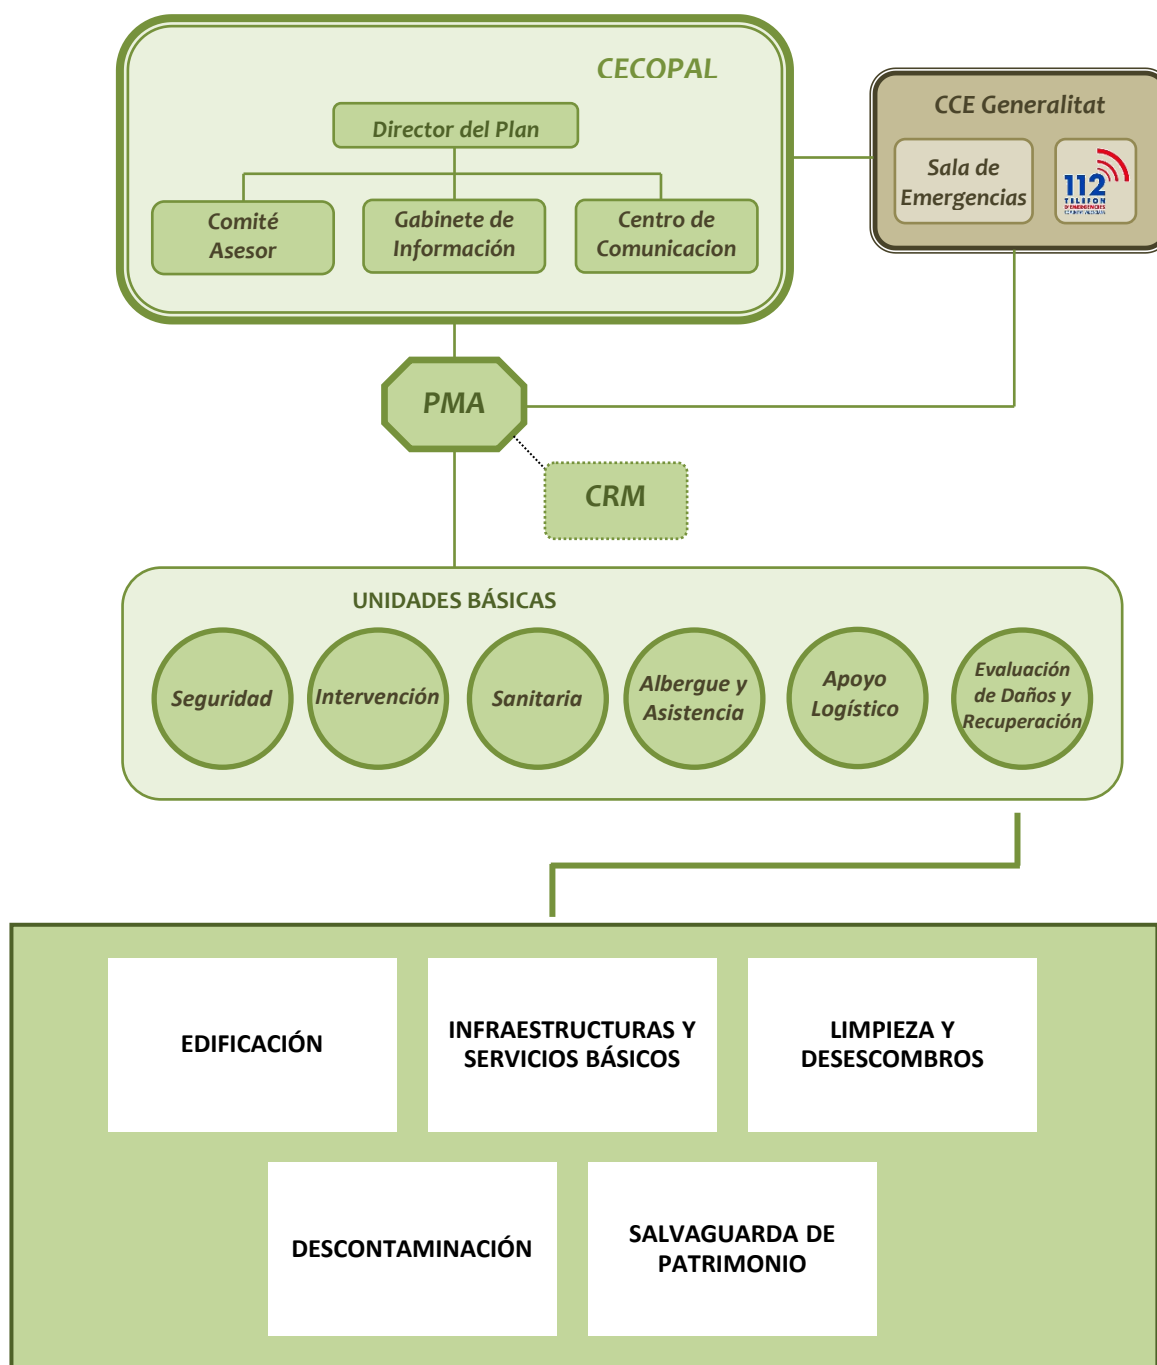 CECOPAL
Director del Plan
Comité
Asesor
Gabinete de
Información
Centro de
Comunicacion
CCE Generalitat
Sala de
Emergencias
112
TELÈFON
D'EMERGÈNCIES
PMA
CRM
UNIDADES BÁSICAS
Seguridad
Intervención
Sanitaria
Albergue y
Asistencia
Apoyo
Logístico
Evaluación
de Daños y
Recuperación
EDIFICACIÓN
INFRAESTRUCTURAS Y
SERVICIOS BÁSICOS
LIMPIEZA Y
DESESCOMBROS
DESCONTAMINACIÓN
SALVAGUARDA DE
PATRIMONIO